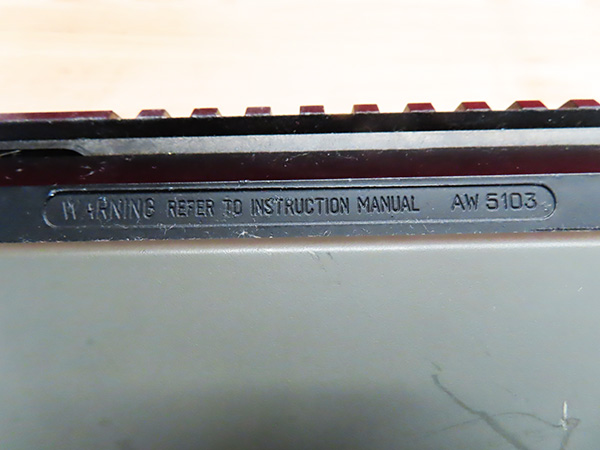 WARNING REFER TO INSTRUCTION MANUAL AW 5103